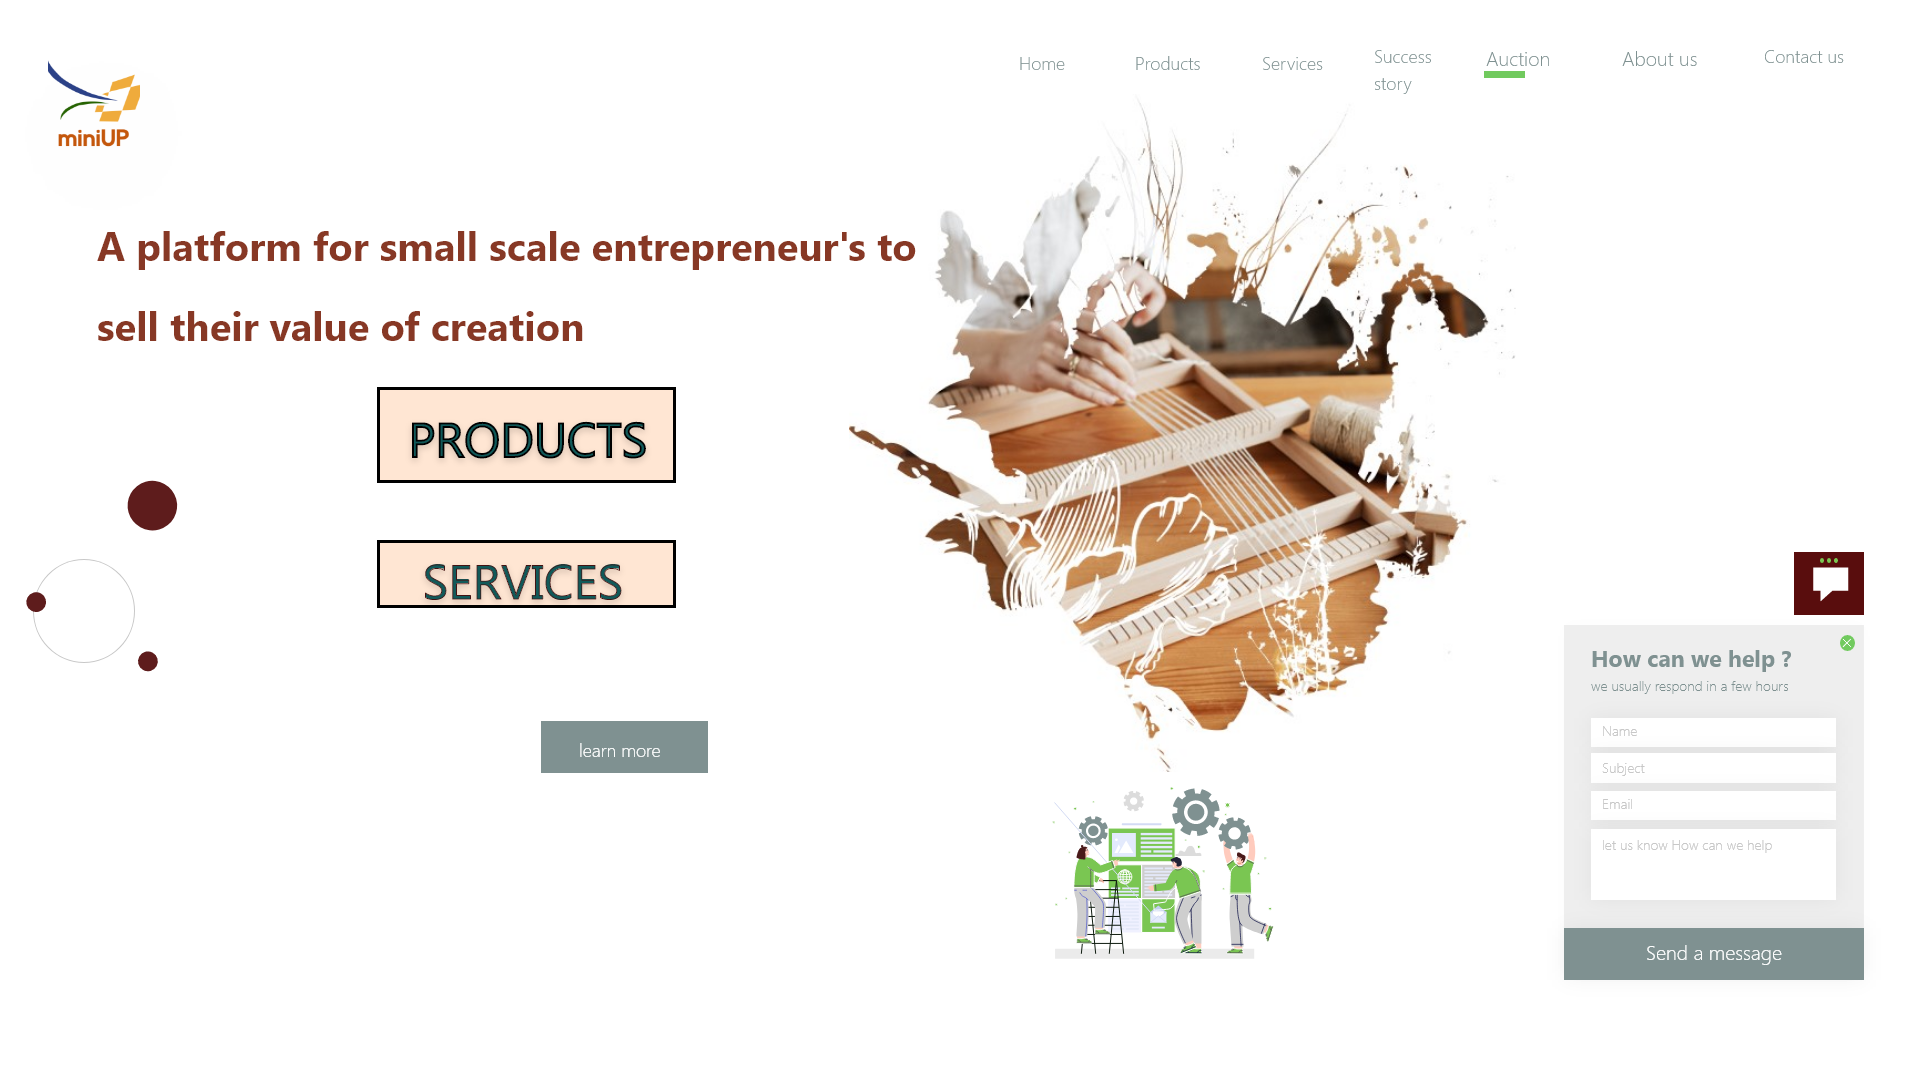 miniUP
Home
Products
Services
Success
story
Auction
About us
Contact us
A platform for small scale entrepreneur's to
sell their value of creation
PRODUCTS
SERVICES
learn more
How can we help ?
we usually respond in a few hours
Name
Subject
Email
let us know How can we help
Send a message